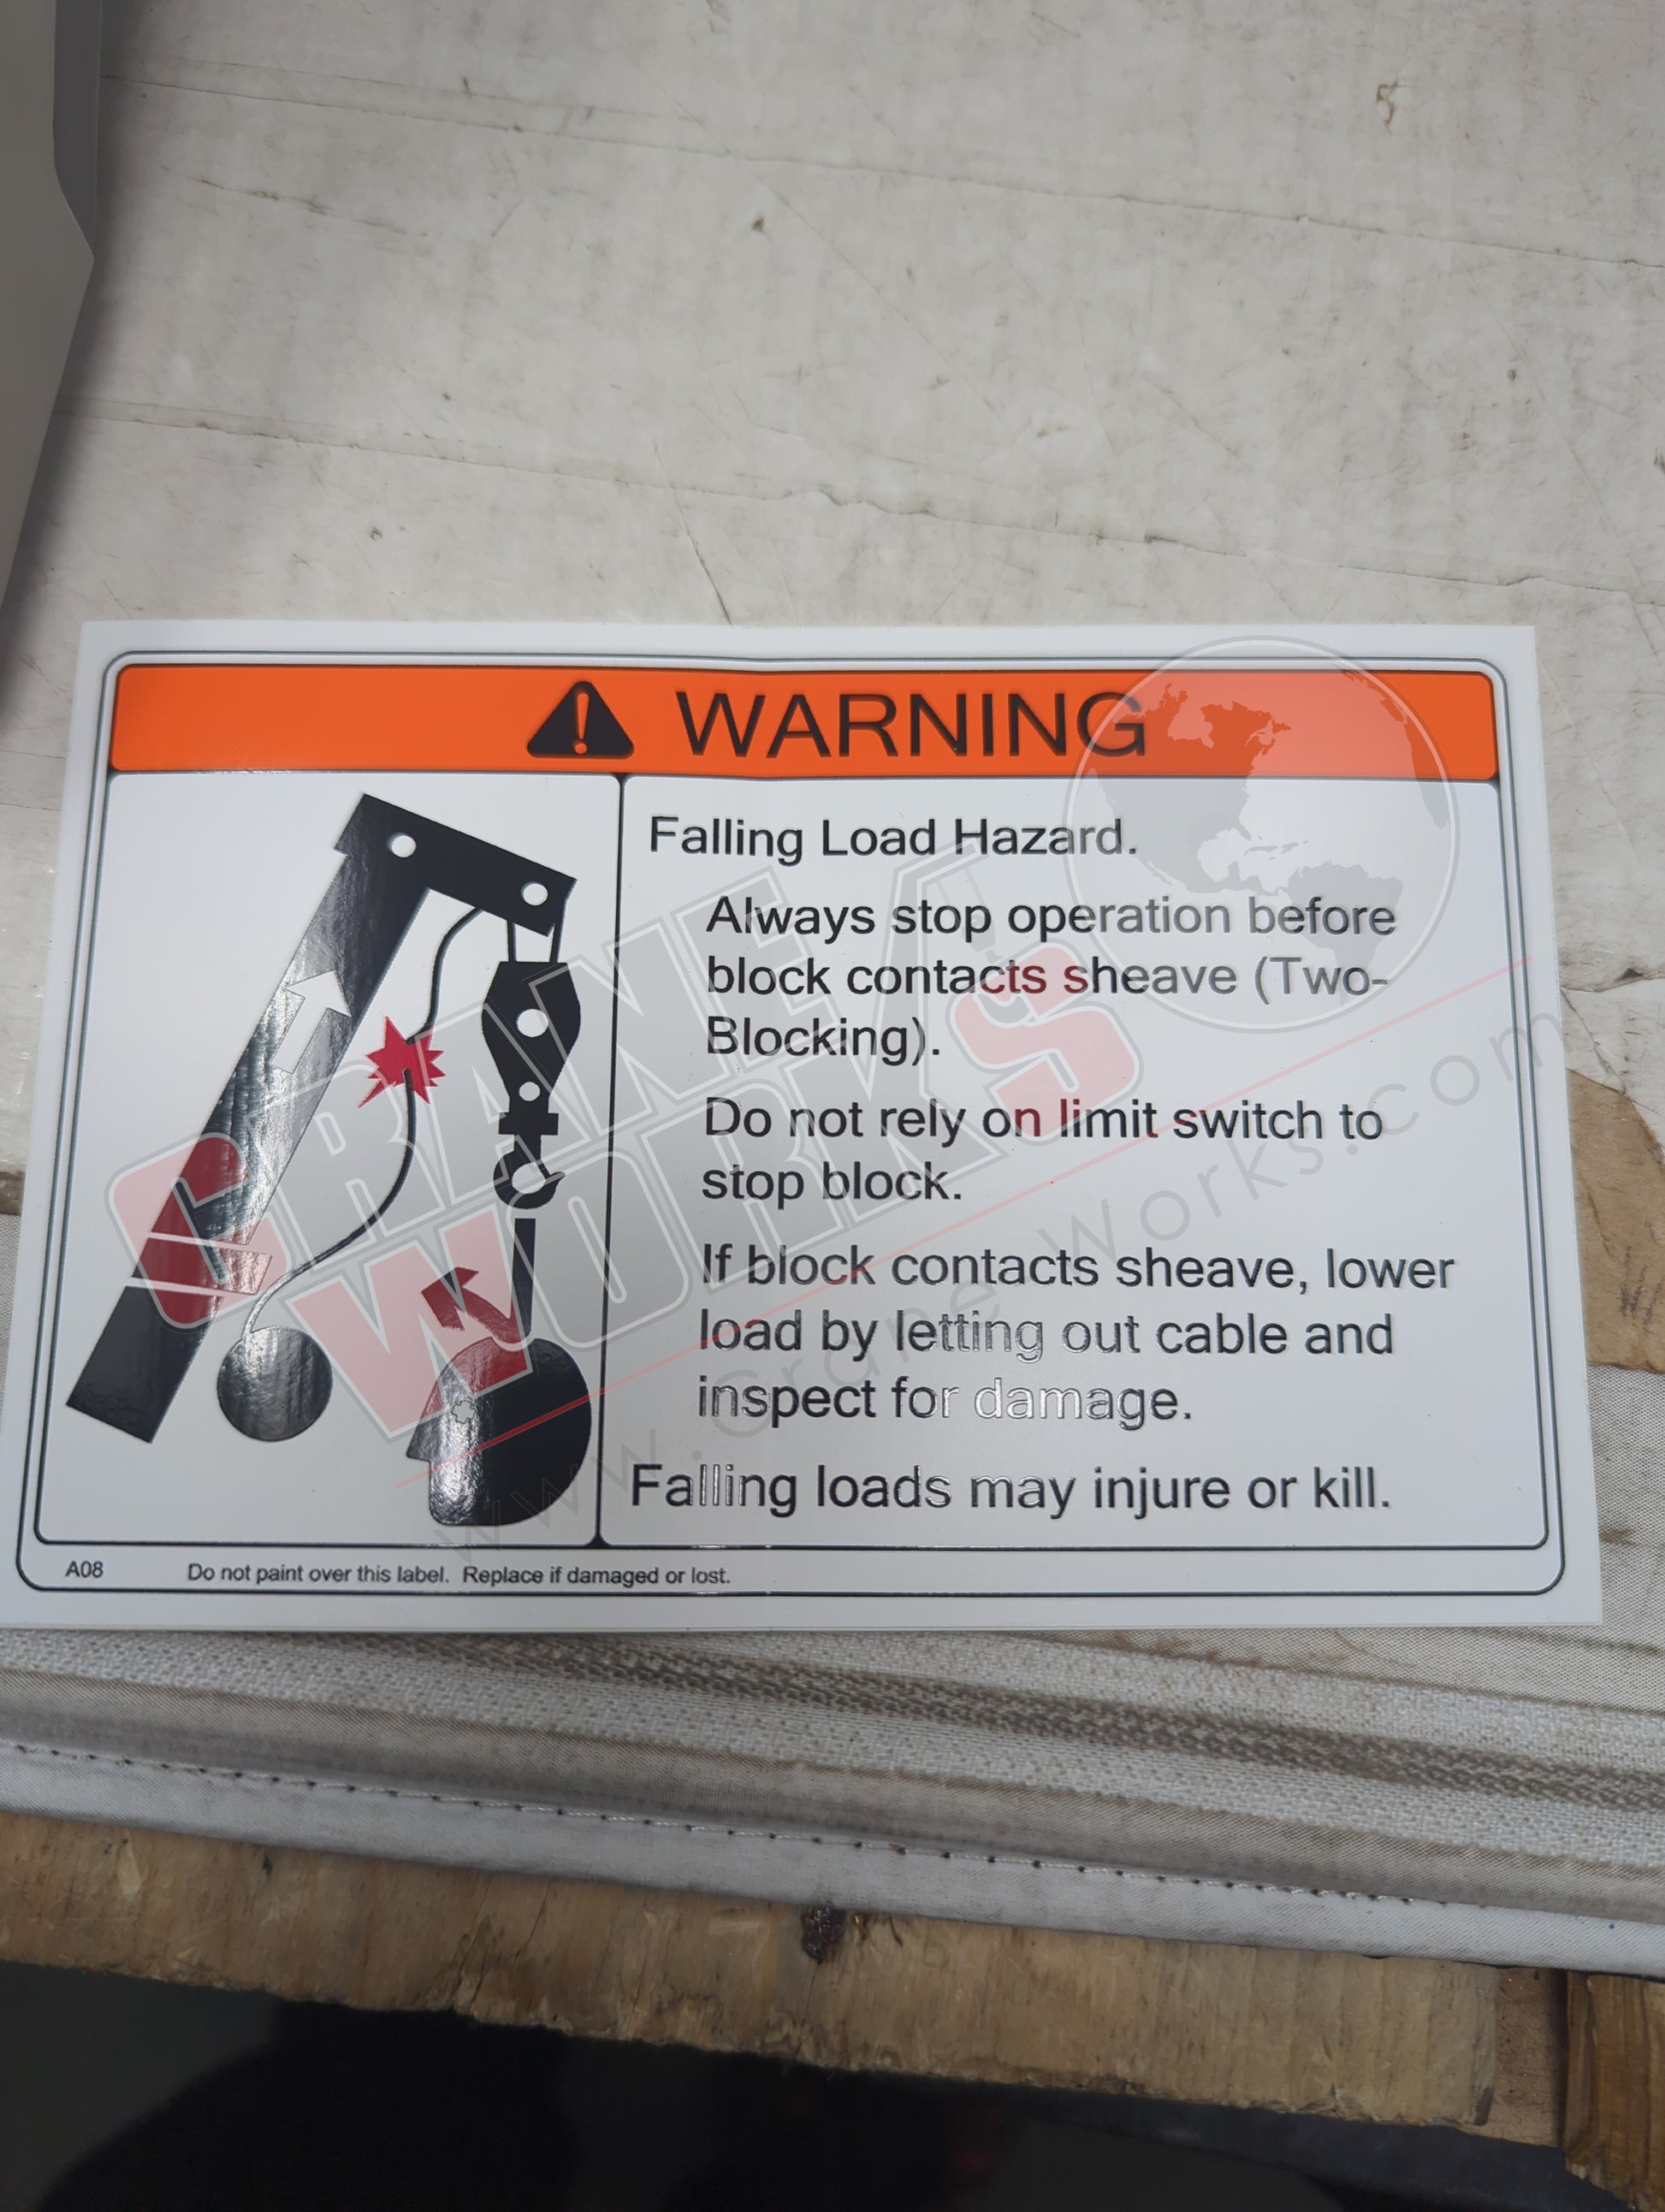 WARNING
Falling Load Hazard.
Always stop operation before
block contacts sheave (Two-
Blocking).
Do not rely on limit switch to
stop block.
If block contacts sheave, lower
load by letting out cable and
inspect for damage.
Falling loads may injure or kill.
A08 Do not paint over this label. Replace if damaged or lost.
CRANE
WORKS
www.CraneWorks.com